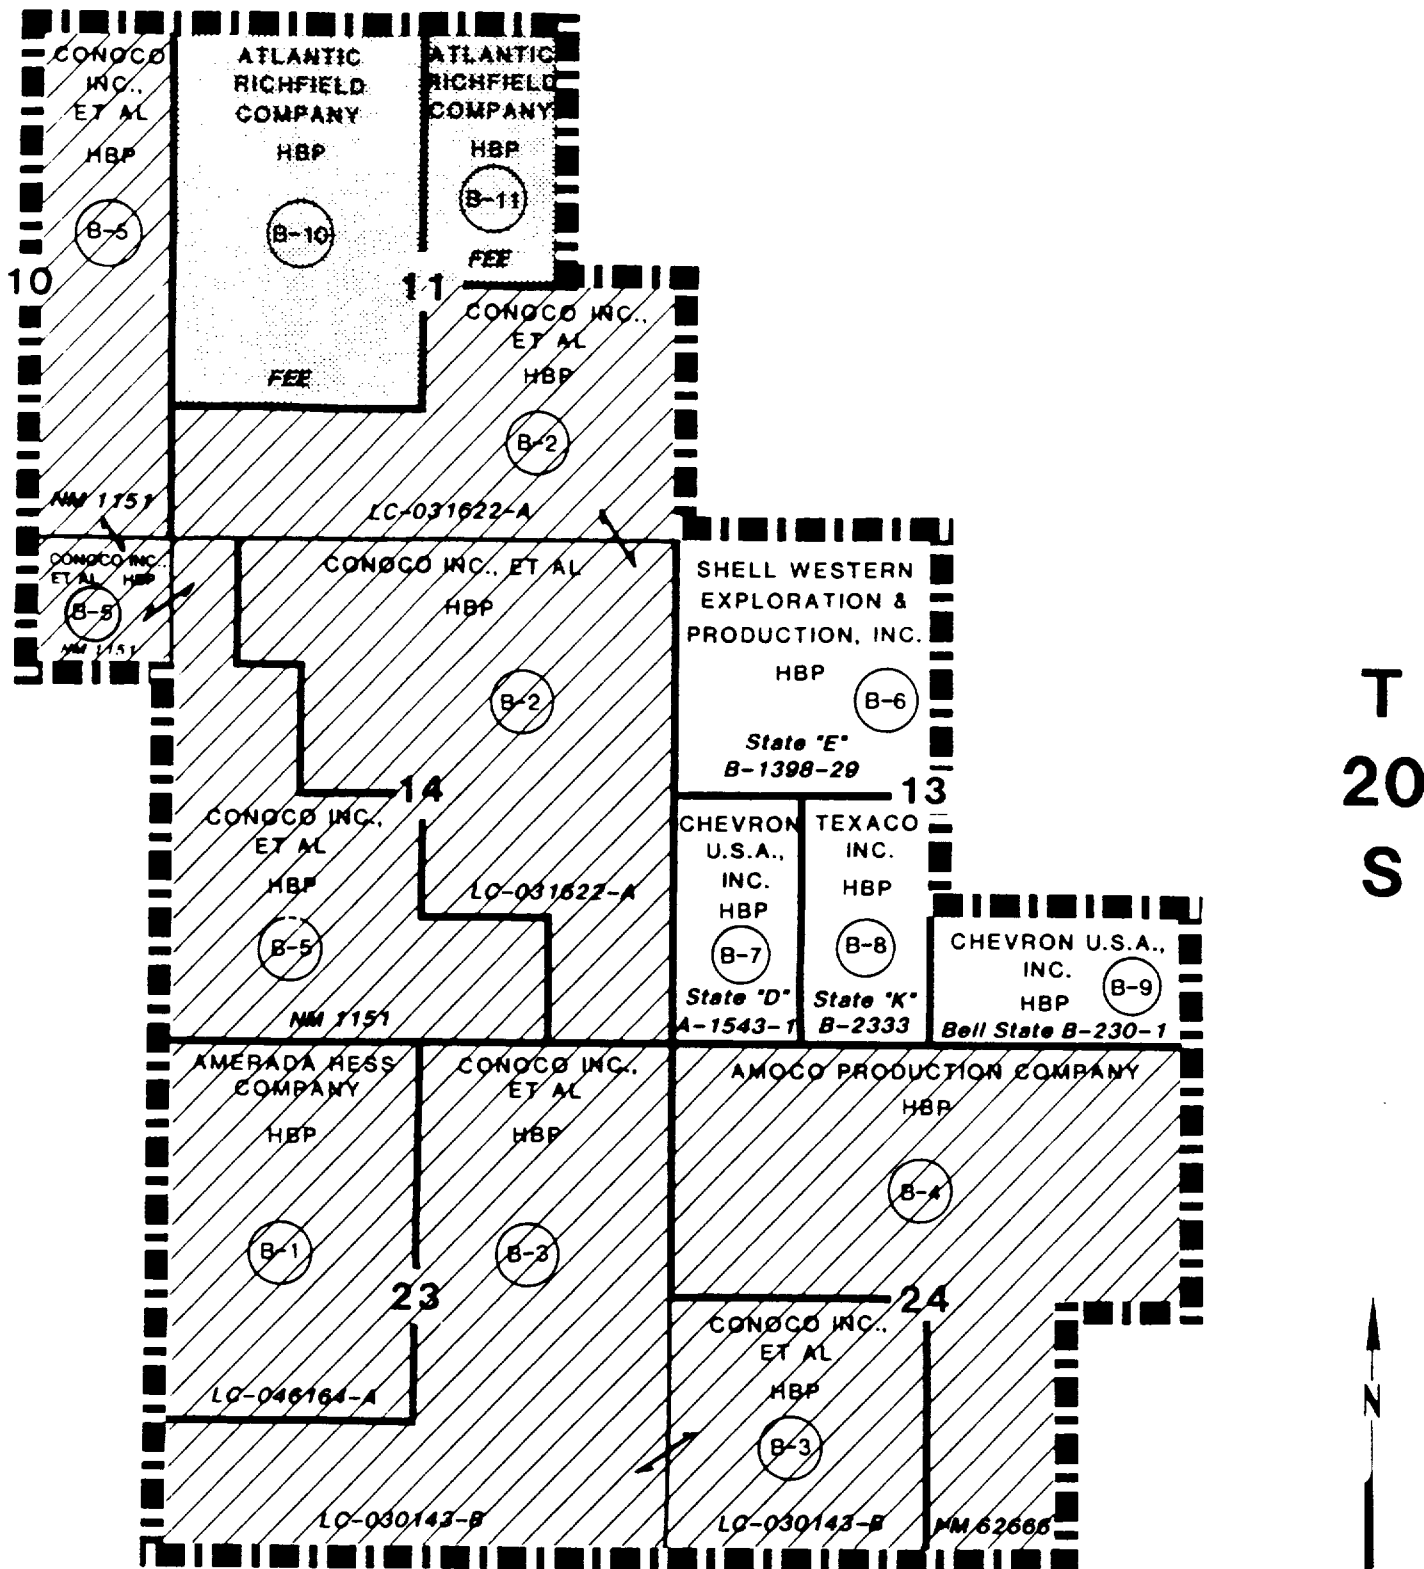 CONOCO
INC.,
ET AL
HBP
B-5
NM 1151
ATLANTIC
RICHFIELD
COMPANY
HBP
B-10
FEE
ATLANTIC
RICHFIELD
COMPANY
HBP
B-11
FEE
10
11
CONOCO INC.,
ET AL
HBP
B-2
LC-031622-A
CONOCO INC.,
ET AL HBP
B-5
NM 1151
CONOCO INC., ET AL
HBP
B-2
LC-031622-A
SHELL WESTERN
EXPLORATION &
PRODUCTION, INC.
HBP
B-6
State "E"
B-1398-29
14
13
CONOCO INC.,
ET AL
HBP
B-5
NM 1151
CHEVRON
U.S.A.,
INC.
HBP
B-7
State "D"
A-1543-1
TEXACO
INC.
HBP
B-8
State "K"
B-2333
CHEVRON U.S.A.,
INC.
HBP
B-9
Bell State B-230-1
AMERADA HESS
COMPANY
HBP
B-1
LC-046164-A
CONOCO INC.,
ET AL
HBP
B-3
LC-030143-B
AMOCO PRODUCTION COMPANY
HBP
B-4
NM 62666
23
24
CONOCO INC.,
ET AL
HBP
B-3
LC-030143-B
T
20
S
N